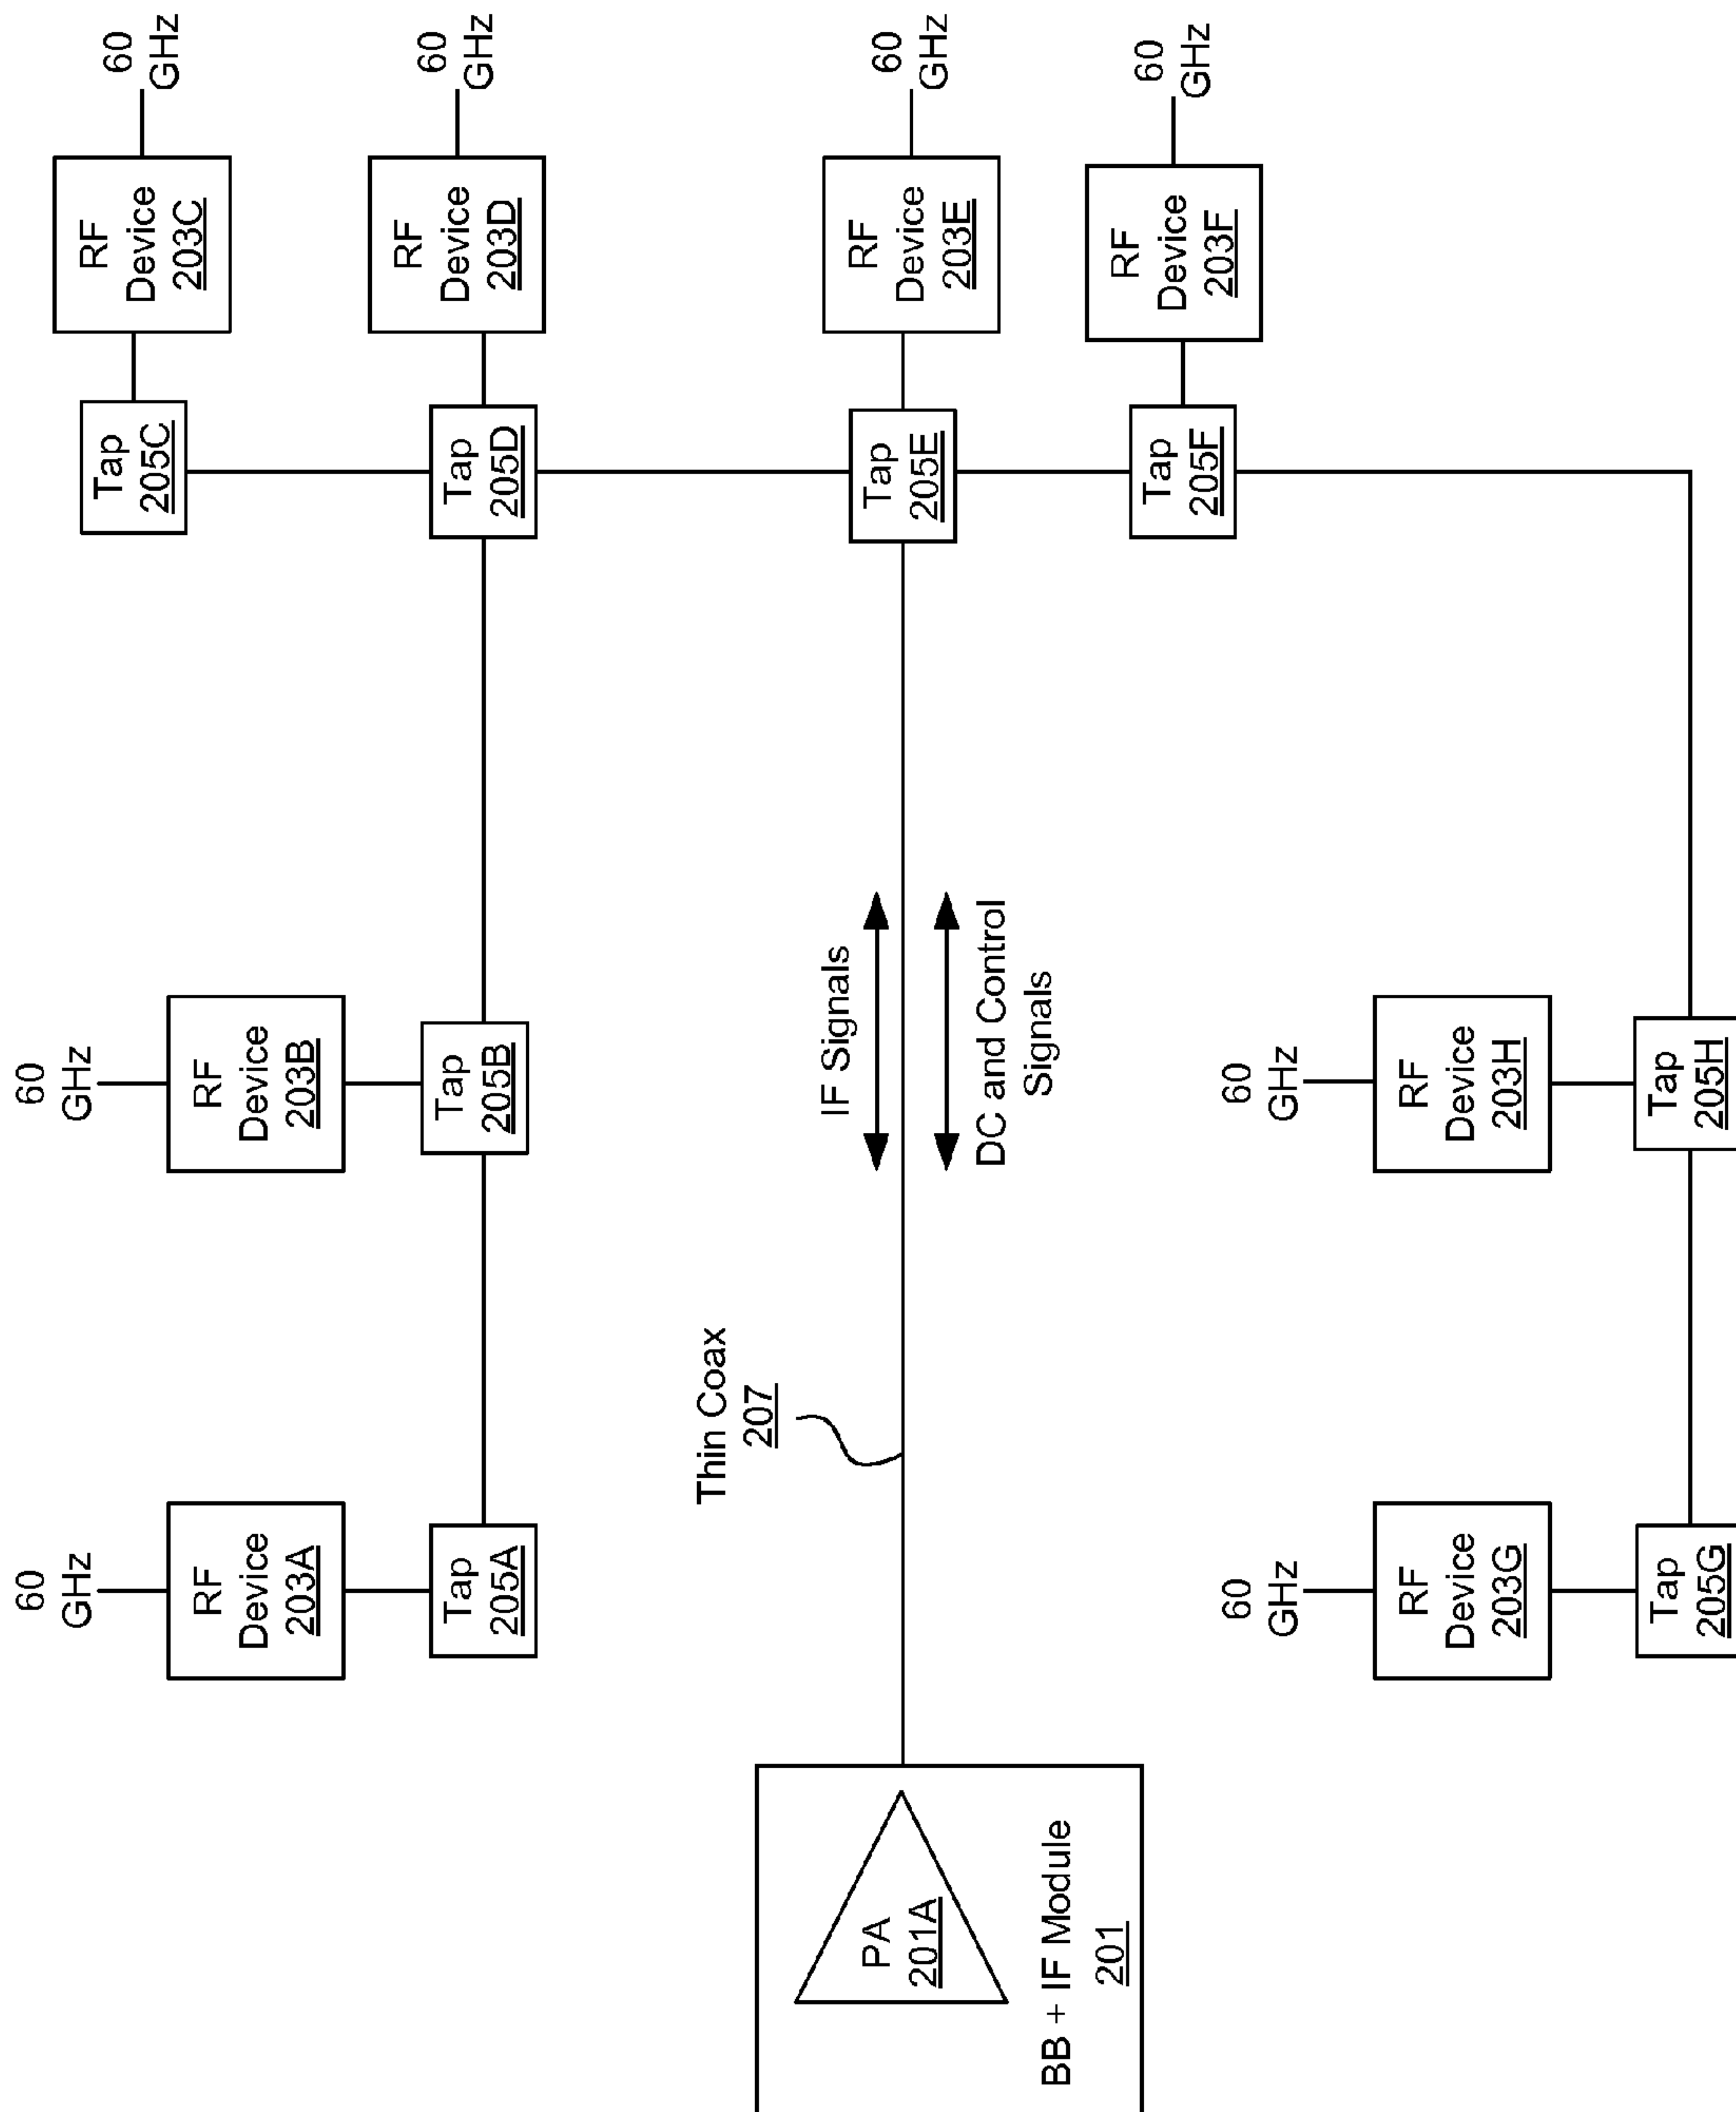 60
GHz
RF
Device
203A
Tap
205A
60
GHz
RF
Device
203B
Tap
205B
60
GHz
RF
Device
203C
Tap
205C
60
GHz
RF
Device
203D
Tap
205D
Thin Coax
207
IF Signals
DC and Control
Signals
60
GHz
RF
Device
203E
Tap
205E
60
GHz
RF
Device
203F
Tap
205F
PA
201A
BB + IF Module
201
60
GHz
RF
Device
203G
Tap
205G
60
GHz
RF
Device
203H
Tap
205H